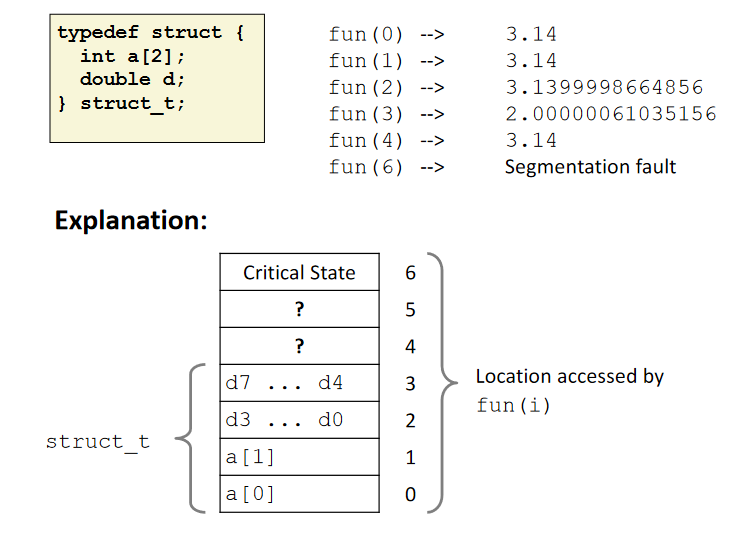 typedef struct {
int a[2];
double d;
} struct_t;
fun(0) --> 3.14
fun(1) --> 3.14
fun(2) --> 3.1399998664856
fun(3) --> 2.00000061035156
fun(4) --> 3.14
fun(6) --> Segmentation fault
Explanation:
Critical State 6
? 5
? 4
d7 ... d4 3
d3 ... d0 2
a[1] 1
a[0] 0
struct_t
Location accessed by
fun(i)